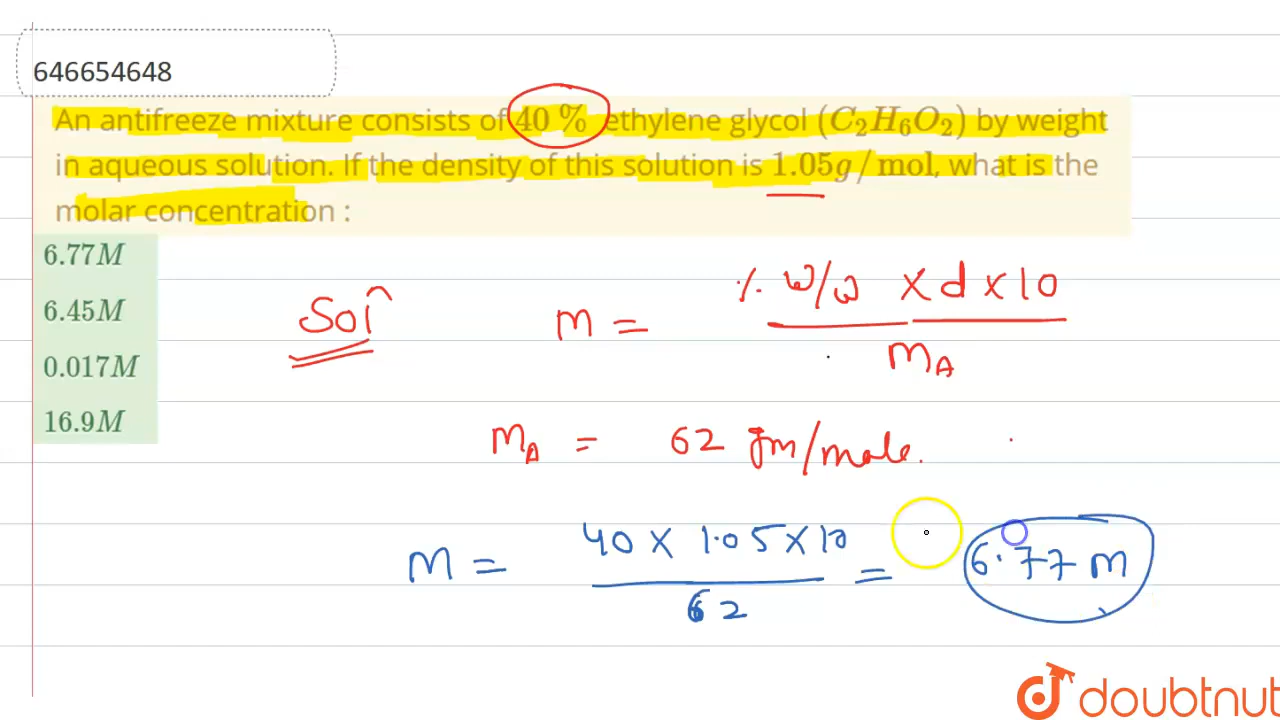 646654648
An antifreeze mixture consists of 40 % ethylene glycol (C₂H₆O₂) by weight
in aqueous solution. If the density of this solution is 1.05g/mol, what is the
molar concentration :
6.77M
6.45M
0.017M
16.9M
Solⁿ
M = % w/w × d × 10 / MA
MA = 62 gm/mole.
M = 40 × 1.05 × 10 / 62 = 6.77 M
doubtnut